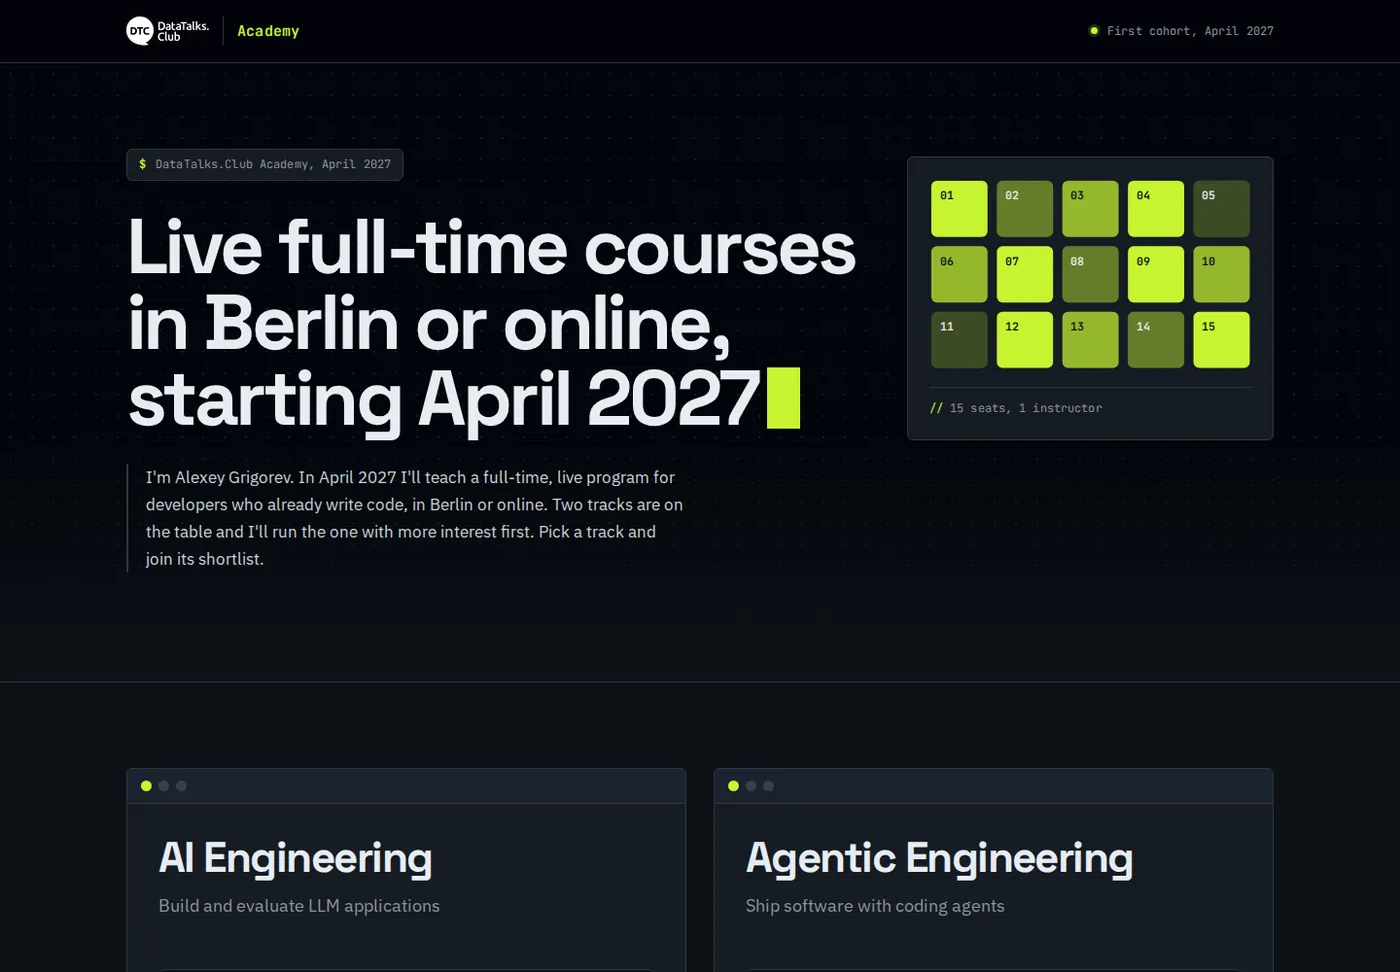 DTC DataTalks.
Club
Academy
First cohort, April 2027
$ DataTalks.Club Academy, April 2027
Live full-time courses
in Berlin or online,
starting April 2027
I'm Alexey Grigorev. In April 2027 I'll teach a full-time, live program for
developers who already write code, in Berlin or online. Two tracks are on
the table and I'll run the one with more interest first. Pick a track and
join its shortlist.
01 02 03 04 05
06 07 08 09 10
11 12 13 14 15
// 15 seats, 1 instructor
AI Engineering
Build and evaluate LLM applications
Agentic Engineering
Ship software with coding agents